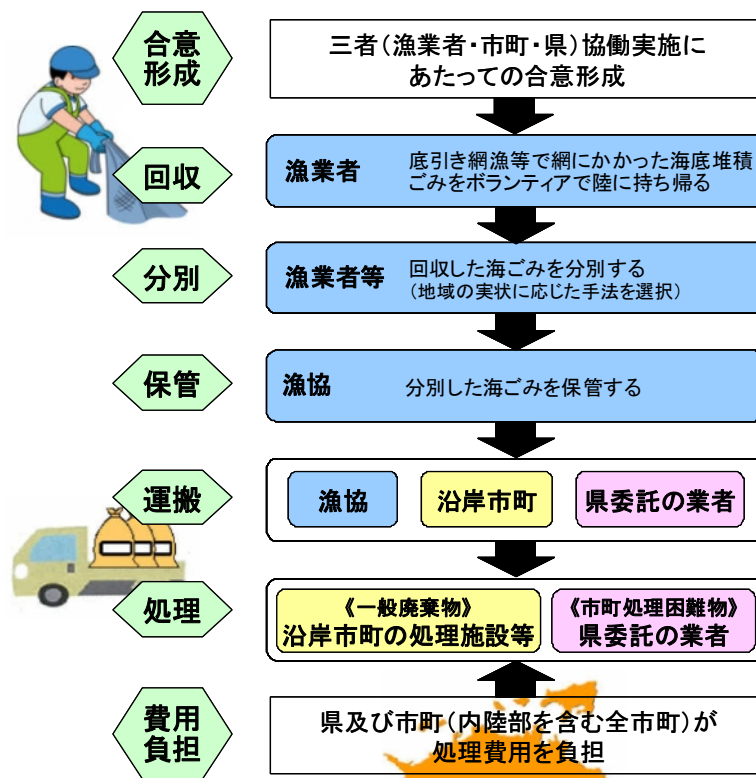 合意
形成
三者(漁業者・市町・県)協働実施に
あたっての合意形成
回収
漁業者
底引き網漁等で網にかかった海底堆積
ごみをボランティアで陸に持ち帰る
分別
漁業者等
回収した海ごみを分別する
(地域の実状に応じた手法を選択)
保管
漁協
分別した海ごみを保管する
運搬
漁協
沿岸市町
県委託の業者
処理
《一般廃棄物》
沿岸市町の処理施設等
《市町処理困難物》
県委託の業者
費用
負担
県及び市町(内陸部を含む全市町)が
処理費用を負担